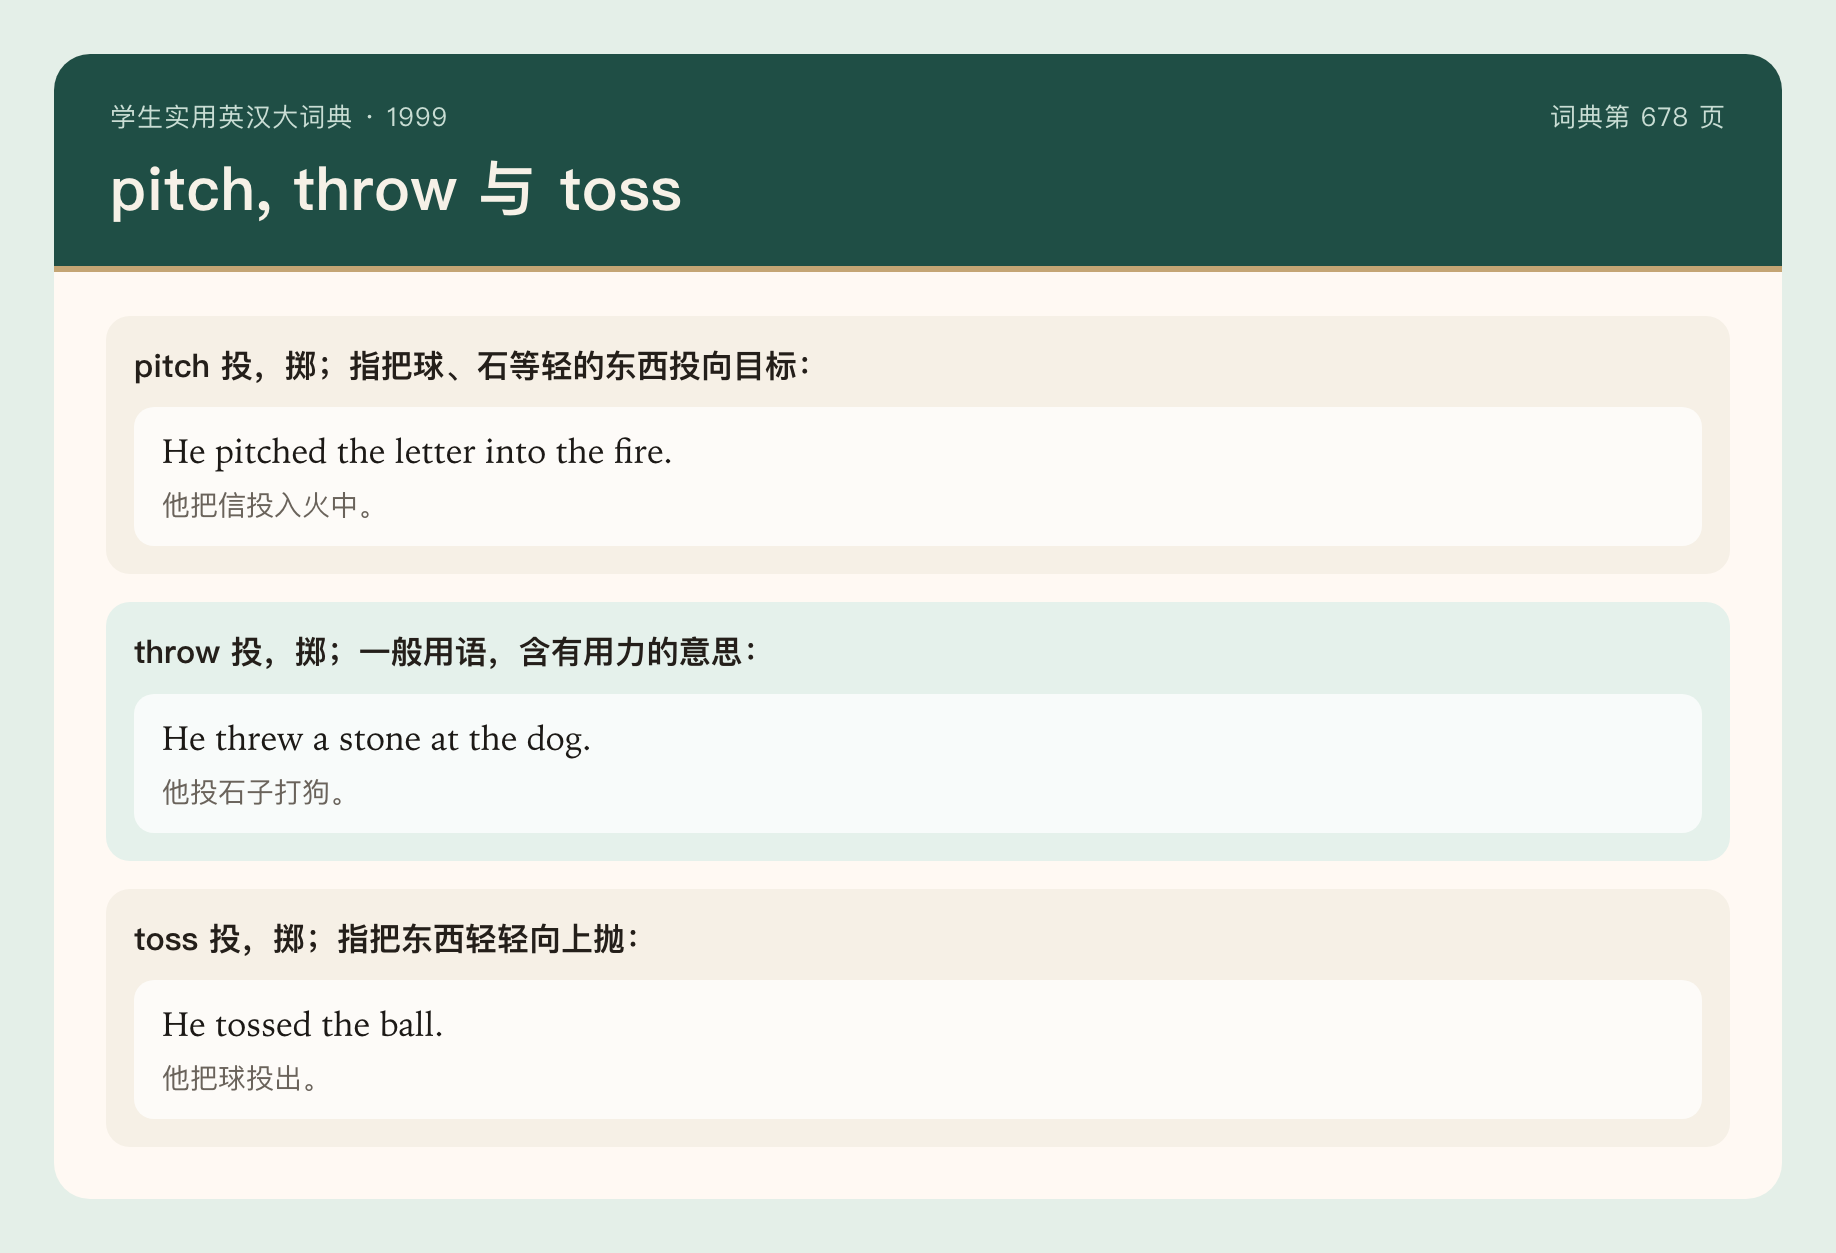 学生实用英汉大词典 · 1999
词典第 678 页
pitch, throw 与 toss
pitch 投，掷；指把球、石等轻的东西投向目标：
He pitched the letter into the fire.
他把信投入火中。
throw 投，掷；一般用语，含有用力的意思：
He threw a stone at the dog.
他投石子打狗。
toss 投，掷；指把东西轻轻向上抛：
He tossed the ball.
他把球投出。